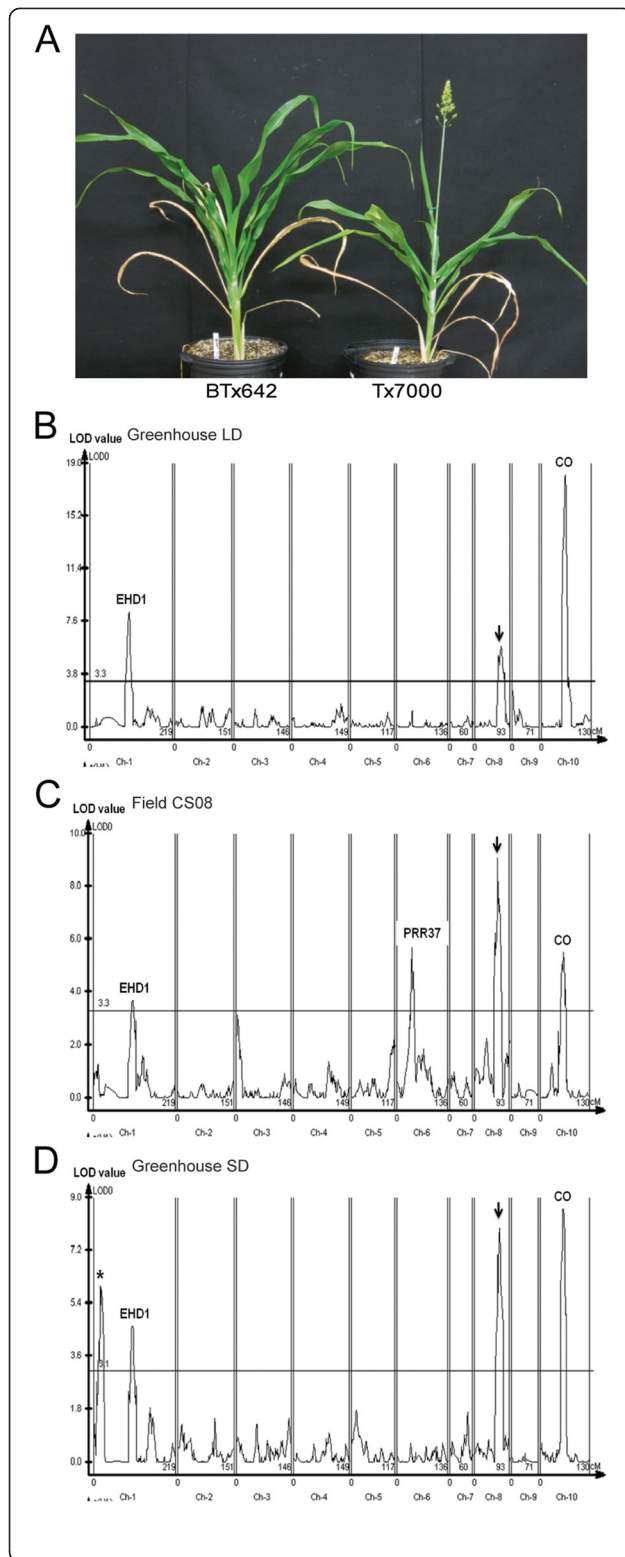 A
BTx642 Tx7000
B
LOD value Greenhouse LD
LOD0
19.0
CO
15.2
11.4
EHD1
7.6
3.8
3.3
0.0
219 151 146 149 117 136 60 93 71 130cM
0 0 0 0 0 0 0 0 0 0
Ch-1 Ch-2 Ch-3 Ch-4 Ch-5 Ch-6 Ch-7 Ch-8 Ch-9 Ch-10
C
LOD value Field CS08
LOD0
10.0
8.0
PRR37
6.0
CO
4.0
EHD1
3.3
2.0
0.0
219 151 146 149 117 136 60 93 71 130cM
0 0 0 0 0 0 0 0 0 0
Ch-1 Ch-2 Ch-3 Ch-4 Ch-5 Ch-6 Ch-7 Ch-8 Ch-9 Ch-10
D
LOD value Greenhouse SD
LOD0
9.0
CO
7.2
*
5.4
EHD1
3.6
3.1
1.8
0.0
219 151 146 149 117 136 60 93 71 130cM
0 0 0 0 0 0 0 0 0 0
Ch-1 Ch-2 Ch-3 Ch-4 Ch-5 Ch-6 Ch-7 Ch-8 Ch-9 Ch-10